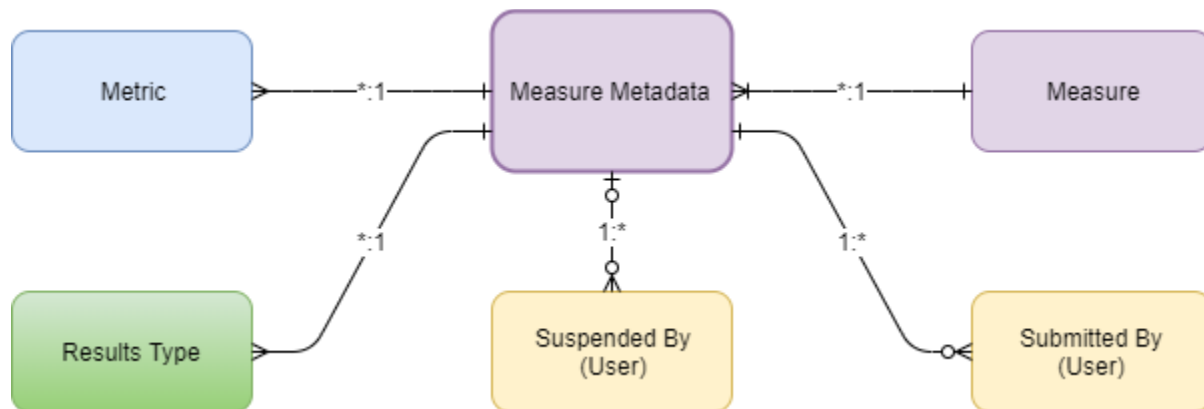 Metric
*:1
Measure Metadata
*:1
Measure
*:1
1:*
1:*
Results Type
Suspended By
(User)
Submitted By
(User)